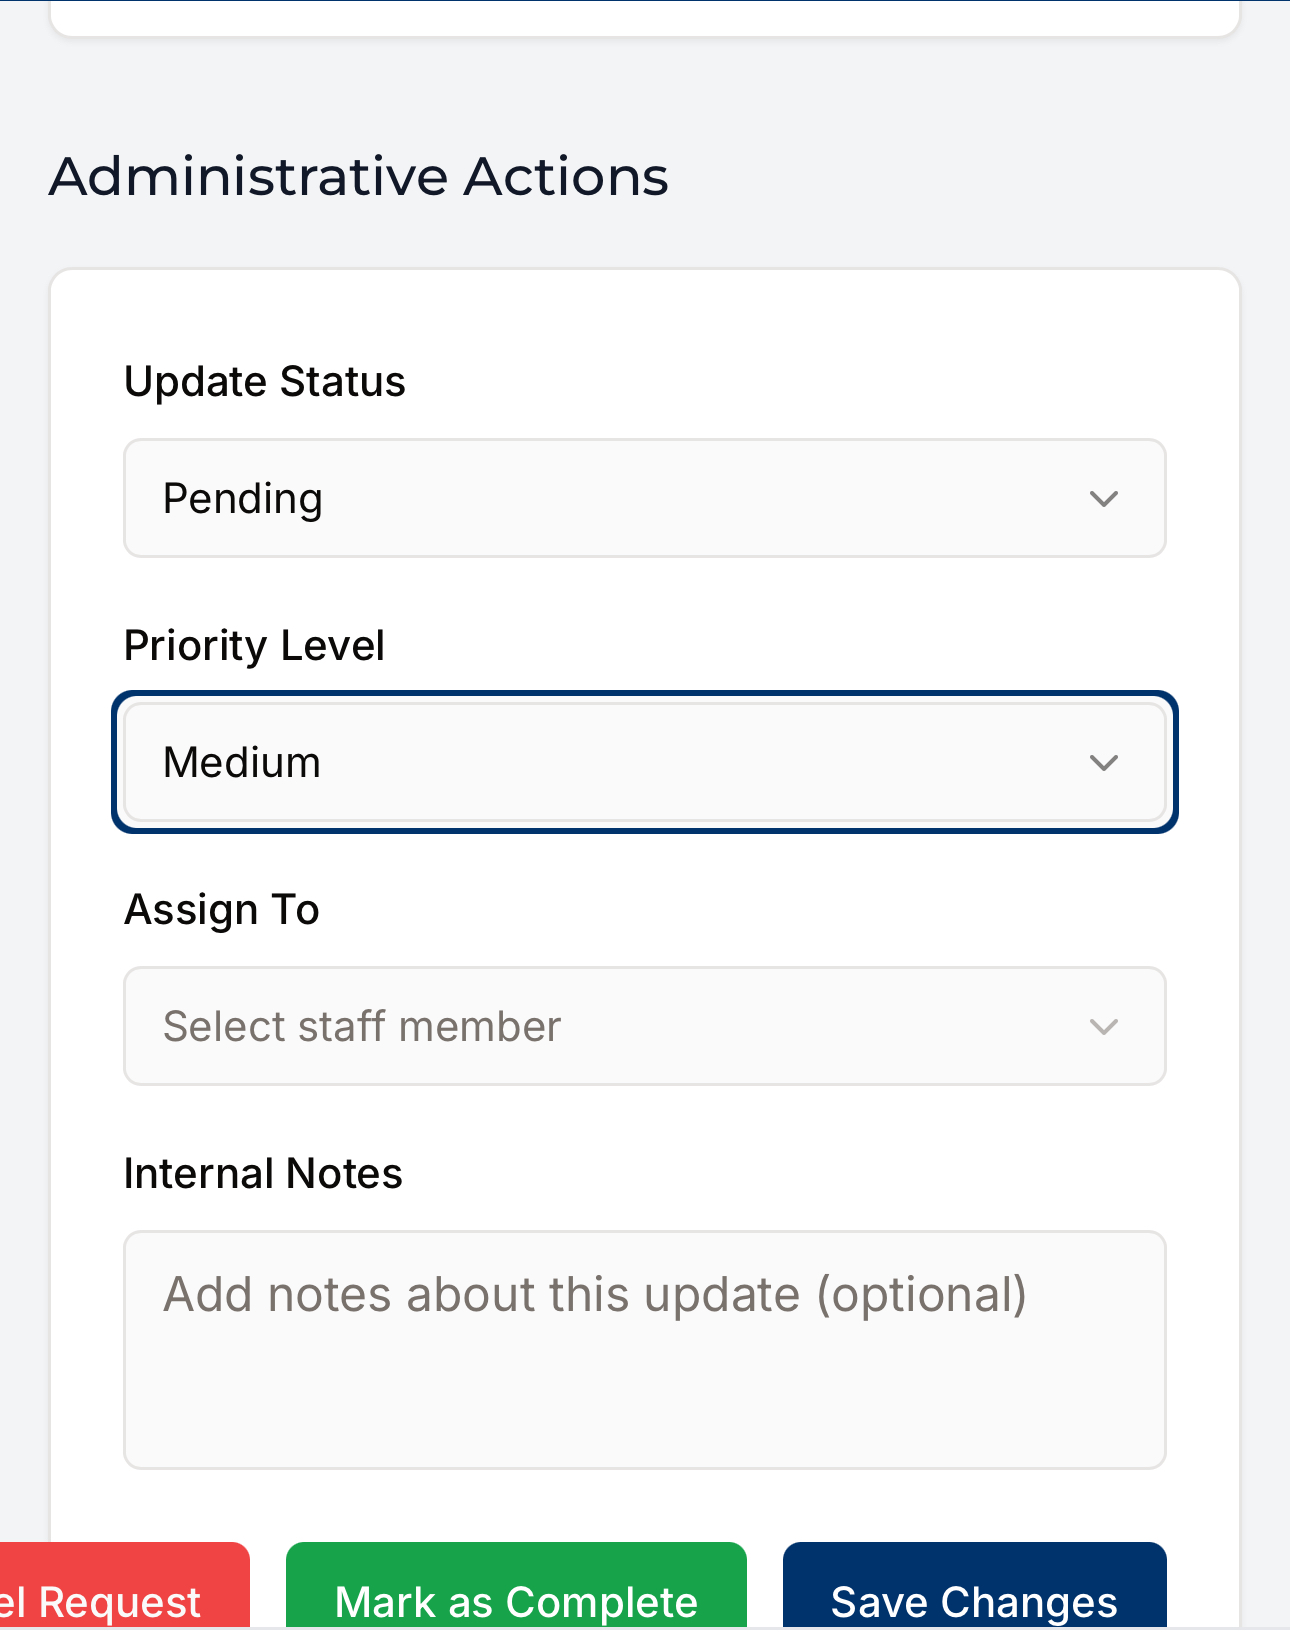 Administrative Actions
Update Status
Pending
Priority Level
Medium
Assign To
Select staff member
Internal Notes
Add notes about this update (optional)
el Request
Mark as Complete
Save Changes